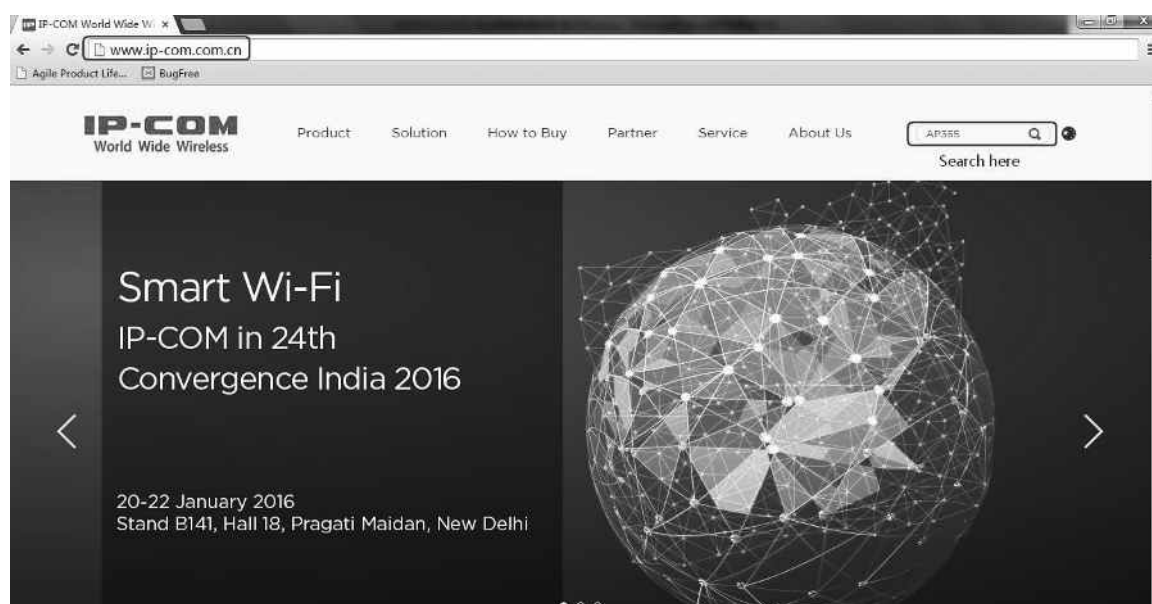 IP-COM World Wide Wi
www.ip-com.com.cn
Agile Product Life... BugFree
IP-COM
World Wide Wireless
Product Solution How to Buy Partner Service About Us
AP355
Search here
Smart Wi-Fi
IP-COM in 24th
Convergence India 2016
20-22 January 2016
Stand B141, Hall 18, Pragati Maidan, New Delhi